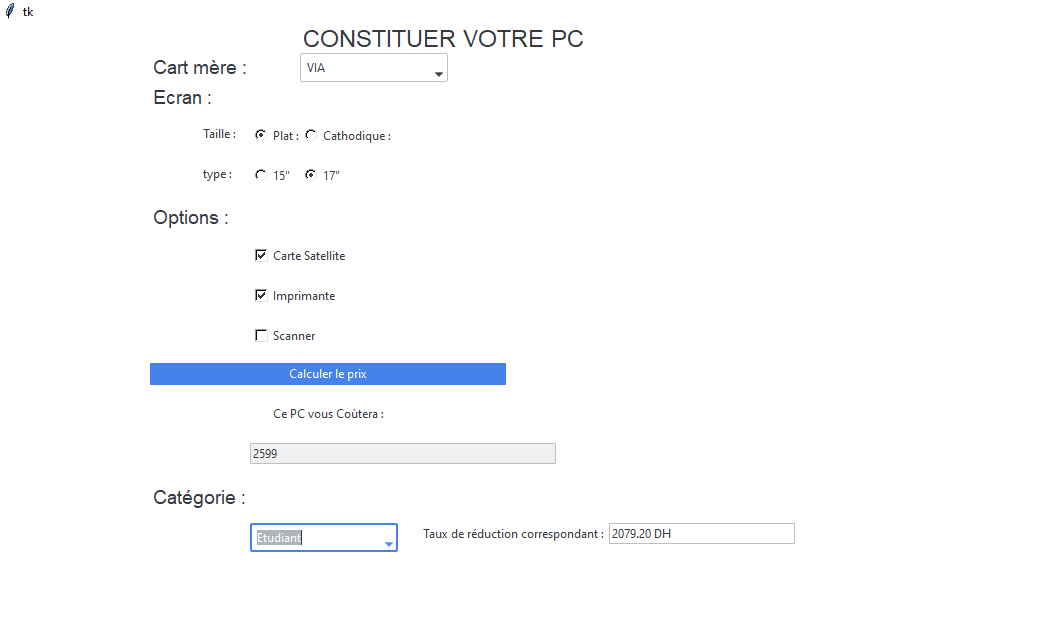 tk
CONSTITUER VOTRE PC
Cart mère : VIA
Ecran :
Taille : Plat : Cathodique :
type : 15" 17"
Options :
Carte Satellite
Imprimante
Scanner
Calculer le prix
Ce PC vous Coùtera :
2599
Catégorie :
Etudiant Taux de réduction correspondant : 2079.20 DH